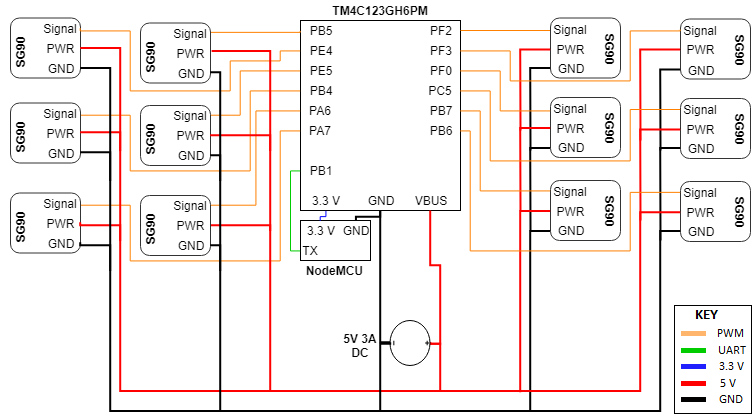 TM4C123GH6PM
SG90
Signal
PWR
GND
SG90
Signal
PWR
GND
SG90
Signal
PWR
GND
SG90
Signal
PWR
GND
SG90
Signal
PWR
GND
SG90
Signal
PWR
GND
PB5
PE4
PE5
PB4
PA6
PA7
PB1
PF2
PF3
PF0
PC5
PB7
PB6
3.3 V
GND
VBUS
3.3 V
GND
TX
NodeMCU
Signal
PWR
GND
SG90
Signal
PWR
GND
SG90
Signal
PWR
GND
SG90
Signal
PWR
GND
SG90
Signal
PWR
GND
SG90
Signal
PWR
GND
SG90
5V 3A
DC
-
+
KEY
PWM
UART
3.3 V
5 V
GND